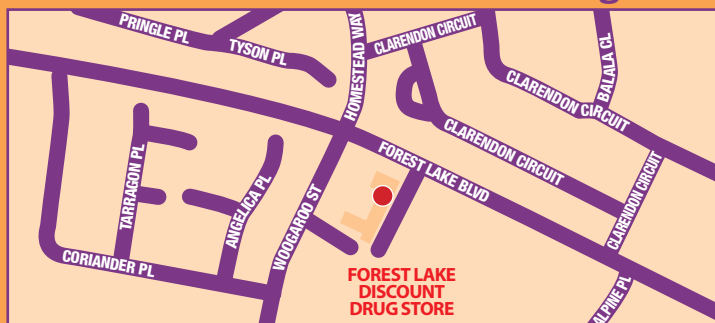 PRINGLE PL
TYSON PL
HOMESTEAD WAY
CLARENDON CIRCUIT
CLARENDON CIRCUIT
BALALA CL
CLARENDON CIRCUIT
FOREST LAKE BLVD
TARRAGON PL
ANGELICA PL
WOOGAROO ST
CORIANDER PL
CLARENDON CIRCUIT
ALPINE PL
FOREST LAKE
DISCOUNT
DRUG STORE